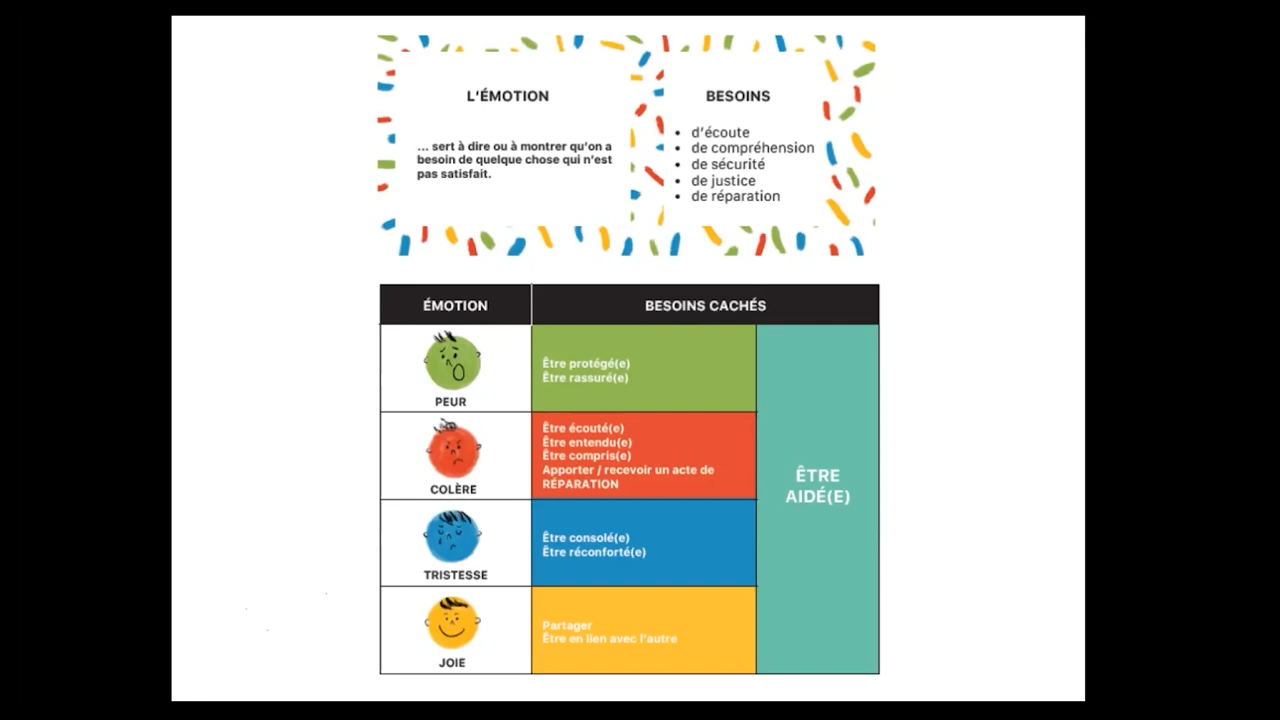 L'ÉMOTION
... sert à dire ou à montrer qu'on a
besoin de quelque chose qui n'est
pas satisfait.
BESOINS
• d'écoute
• de compréhension
• de sécurité
• de justice
• de réparation
ÉMOTION
BESOINS CACHÉS
PEUR
Être protégé(e)
Être rassuré(e)
COLÈRE
Être écouté(e)
Être entendu(e)
Être compris(e)
Apporter / recevoir un acte de
RÉPARATION
TRISTESSE
Être consolé(e)
Être réconforté(e)
JOIE
Partager
Être en lien avec l'autre
ÊTRE
AIDÉ(E)